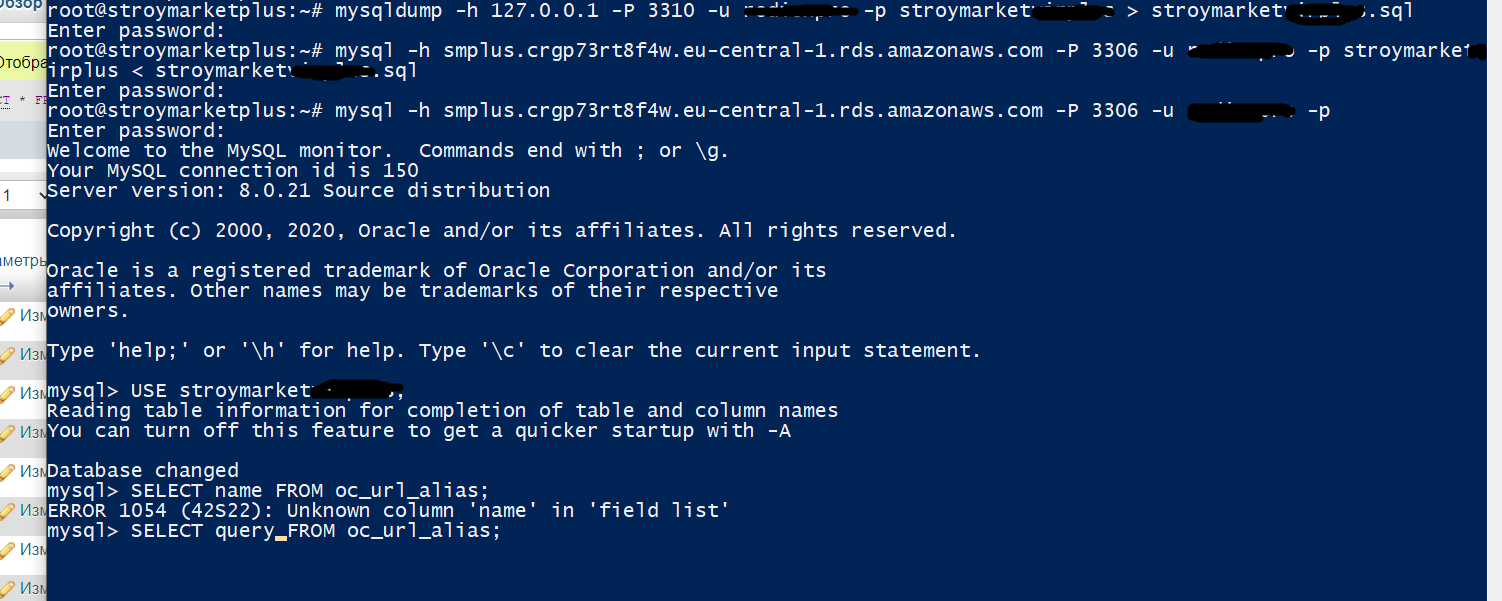 root@stroymarketplus:~# mysqldump -h 127.0.0.1 -P 3310 -u -p stroymarket > stroymarket .sql
Enter password:
root@stroymarketplus:~# mysql -h smplus.crgp73rt8f4w.eu-central-1.rds.amazonaws.com -P 3306 -u -p stroymarket
irplus < stroymarket .sql
Enter password:
root@stroymarketplus:~# mysql -h smplus.crgp73rt8f4w.eu-central-1.rds.amazonaws.com -P 3306 -u -p
Enter password:
Welcome to the MySQL monitor.  Commands end with ; or \g.
Your MySQL connection id is 150
Server version: 8.0.21 Source distribution
Copyright (c) 2000, 2020, Oracle and/or its affiliates. All rights reserved.
Oracle is a registered trademark of Oracle Corporation and/or its
affiliates. Other names may be trademarks of their respective
owners.
Type 'help;' or '\h' for help. Type '\c' to clear the current input statement.
mysql> USE stroymarket ;
Reading table information for completion of table and column names
You can turn off this feature to get a quicker startup with -A
Database changed
mysql> SELECT name FROM oc_url_alias;
ERROR 1054 (42S22): Unknown column 'name' in 'field list'
mysql> SELECT query FROM oc_url_alias;
Обзор
Отобра
CT * F
1
аметры
Изм
Изм
Изм
Изм
Изм
Изм
Изм
Изм